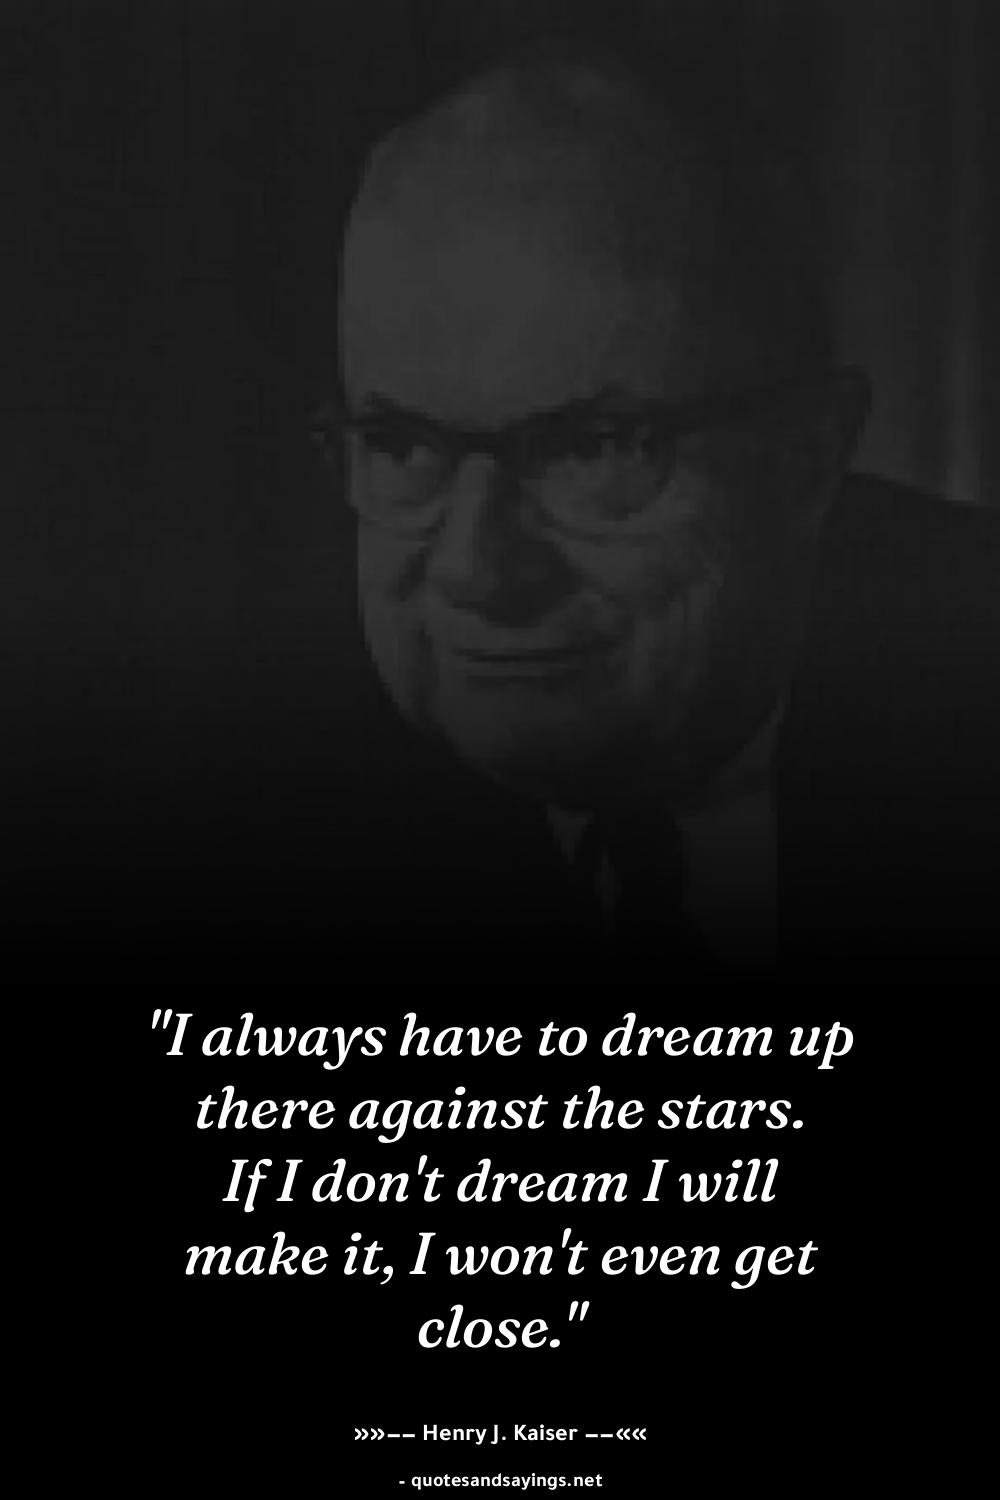 "I always have to dream up
there against the stars.
If I don't dream I will
make it, I won't even get
close."
»»−− Henry J. Kaiser −−««
- quotesandsayings.net